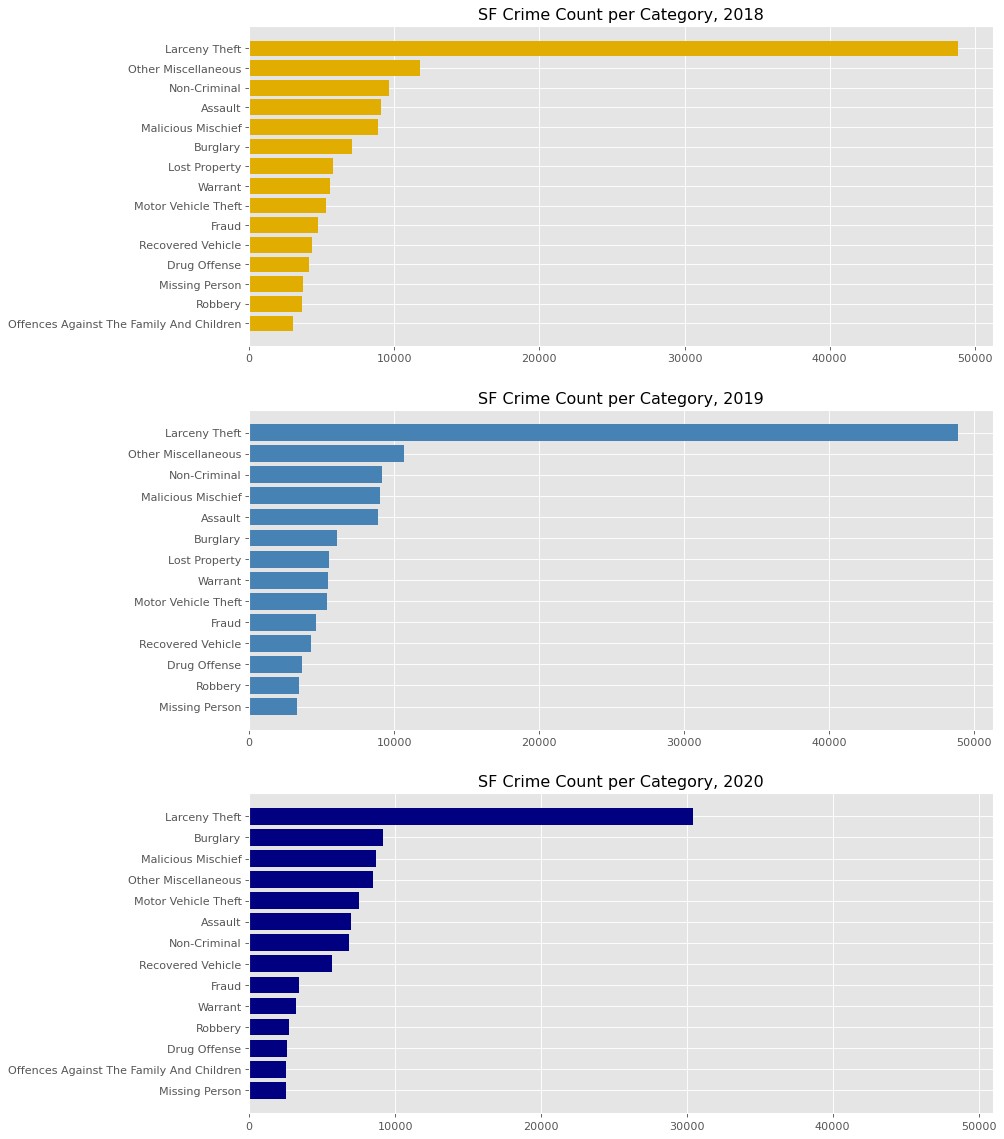 SF Crime Count per Category, 2018
Larceny Theft
Other Miscellaneous
Non-Criminal
Assault
Malicious Mischief
Burglary
Lost Property
Warrant
Motor Vehicle Theft
Fraud
Recovered Vehicle
Drug Offense
Missing Person
Robbery
Offences Against The Family And Children
0 10000 20000 30000 40000 50000
SF Crime Count per Category, 2019
Larceny Theft
Other Miscellaneous
Non-Criminal
Malicious Mischief
Assault
Burglary
Lost Property
Warrant
Motor Vehicle Theft
Fraud
Recovered Vehicle
Drug Offense
Robbery
Missing Person
0 10000 20000 30000 40000 50000
SF Crime Count per Category, 2020
Larceny Theft
Burglary
Malicious Mischief
Other Miscellaneous
Motor Vehicle Theft
Assault
Non-Criminal
Recovered Vehicle
Fraud
Warrant
Robbery
Drug Offense
Offences Against The Family And Children
Missing Person
0 10000 20000 30000 40000 50000